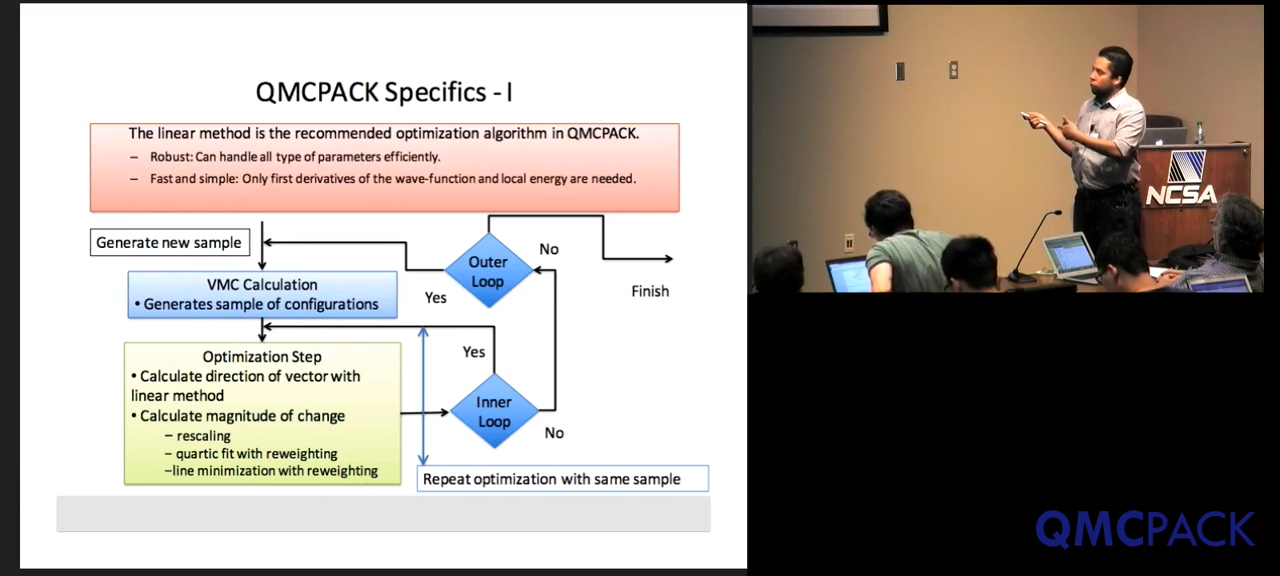 QMCPACK Specifics - I
The linear method is the recommended optimization algorithm in QMCPACK.
– Robust: Can handle all type of parameters efficiently.
– Fast and simple: Only first derivatives of the wave-function and local energy are needed.
Generate new sample
VMC Calculation
• Generates sample of configurations
Outer
Loop
No
Yes
Finish
Optimization Step
• Calculate direction of vector with
linear method
• Calculate magnitude of change
– rescaling
– quartic fit with reweighting
–line minimization with reweighting
Yes
Inner
Loop
No
Repeat optimization with same sample
NCSA
QMCPACK